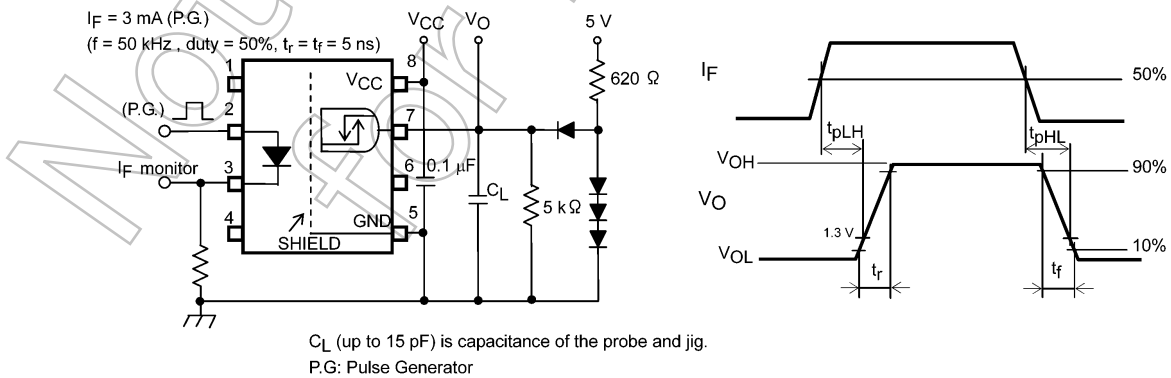 IF = 3 mA (P.G.)
(f = 50 kHz , duty = 50%, tr = tf = 5 ns)
VCC
VO
5 V
1
8
VCC
620 Ω
(P.G.)
2
7
IF monitor
3
6
0.1 μF
CL
5 kΩ
4
GND
5
SHIELD
CL (up to 15 pF) is capacitance of the probe and jig.
P.G: Pulse Generator
IF
50%
tpLH
tpHL
VOH
90%
VO
1.3 V
VOL
10%
tr
tf
Not
for